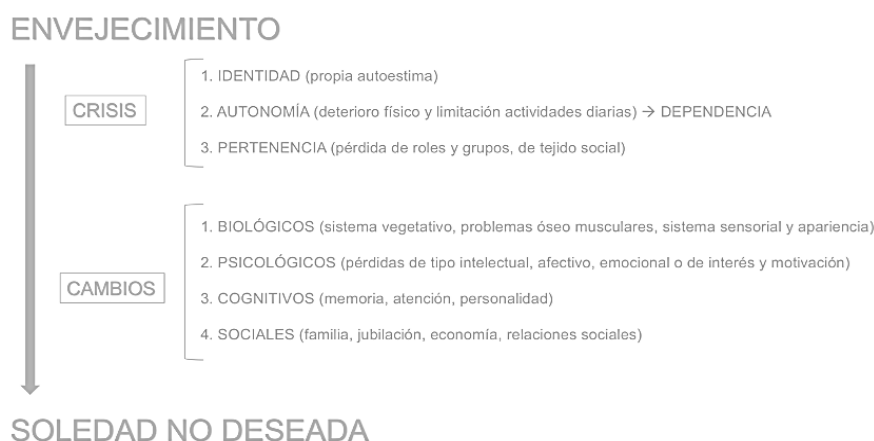 ENVEJECIMIENTO
CRISIS
1. IDENTIDAD (propia autoestima)
2. AUTONOMÍA (deterioro físico y limitación actividades diarias) → DEPENDENCIA
3. PERTENENCIA (pérdida de roles y grupos, de tejido social)
CAMBIOS
1. BIOLÓGICOS (sistema vegetativo, problemas óseo musculares, sistema sensorial y apariencia)
2. PSICOLÓGICOS (pérdidas de tipo intelectual, afectivo, emocional o de interés y motivación)
3. COGNITIVOS (memoria, atención, personalidad)
4. SOCIALES (familia, jubilación, economía, relaciones sociales)
SOLEDAD NO DESEADA